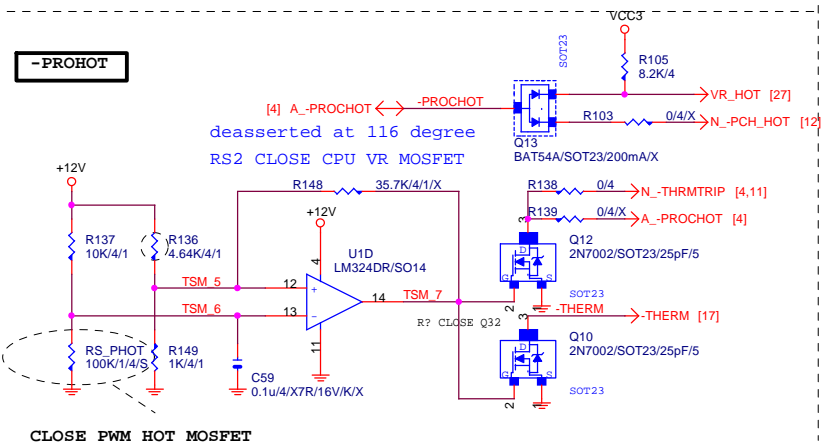 VCC3
-PROHOT
SOT23
R105
8.2K/4
VR_HOT [27]
[4] A_-PROCHOT
-PROCHOT
R103
0/4/X
N_-PCH_HOT [12]
deasserted at 116 degree
Q13
BAT54A/SOT23/200mA/X
RS2 CLOSE CPU VR MOSFET
+12V
R148
35.7K/4/1/X
R138
0/4
N_-THRMTRIP [4,11]
+12V
R139
0/4/X
A_-PROCHOT [4]
R137
10K/4/1
R136
4.64K/4/1
4
U1D
LM324DR/SO14
3
D
G
S
Q12
2N7002/SOT23/25pF/5
TSM_5
12
+
14
TSM_7
SOT23
TSM_6
13
-
2
1
R? CLOSE Q32
3
-THERM
-THERM [17]
11
RS_PHOT
100K/1/4/S
R149
1K/4/1
D
G
S
Q10
2N7002/SOT23/25pF/5
C59
0.1u/4/X7R/16V/K/X
SOT23
2
1
CLOSE PWM HOT MOSFET